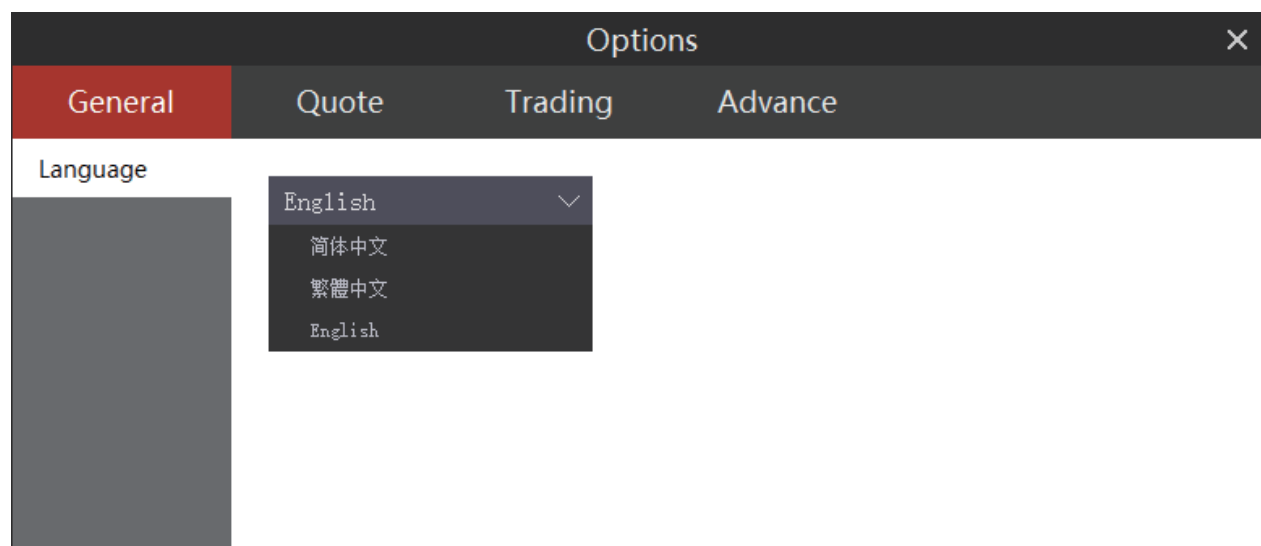 Options
General Quote Trading Advance
Language
English
简体中文
繁體中文
English